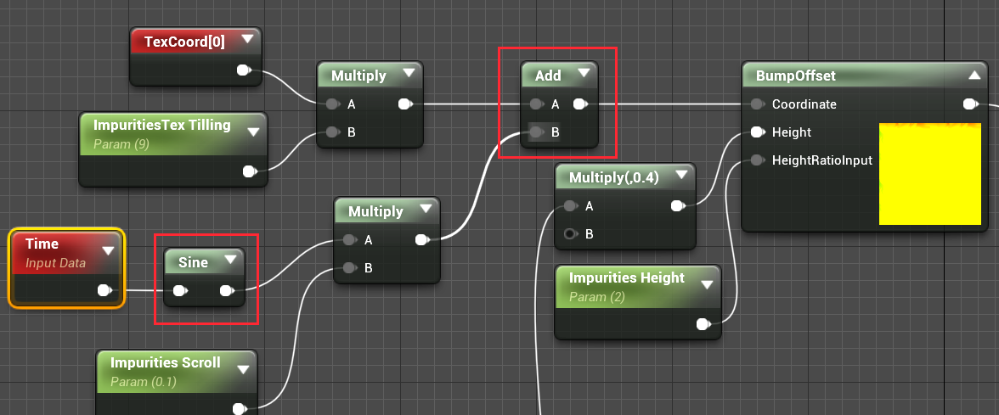 TexCoord[0]
Multiply
A
B
ImpuritiesTex Tilling
Param (9)
Add
A
B
BumpOffset
Coordinate
Height
HeightRatioInput
Multiply(,0.4)
A
B
Multiply
A
B
Time
Input Data
Sine
Impurities Height
Param (2)
Impurities Scroll
Param (0.1)